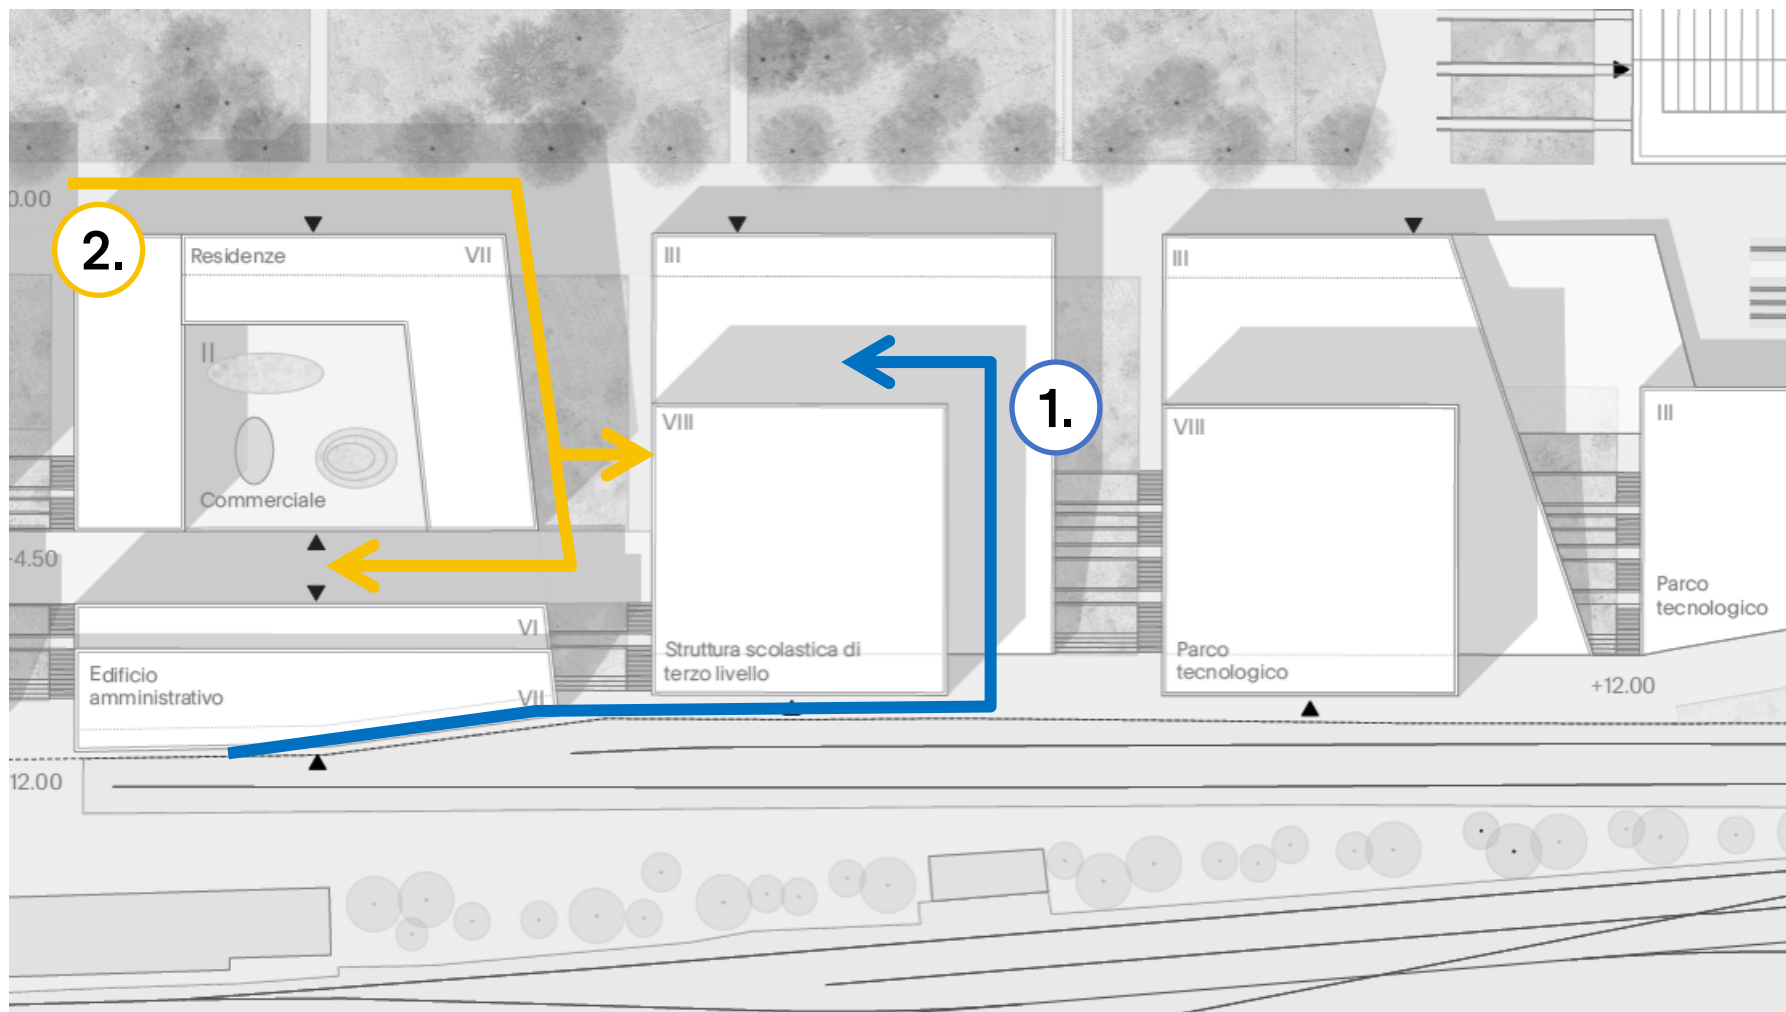 0.00
2.
Residenze
VII
III
III
II
1.
VIII
VIII
III
Commerciale
-4.50
Parco
tecnologico
VI
Struttura scolastica di
terzo livello
Parco
tecnologico
Edificio
amministrativo
VII
+12.00
12.00